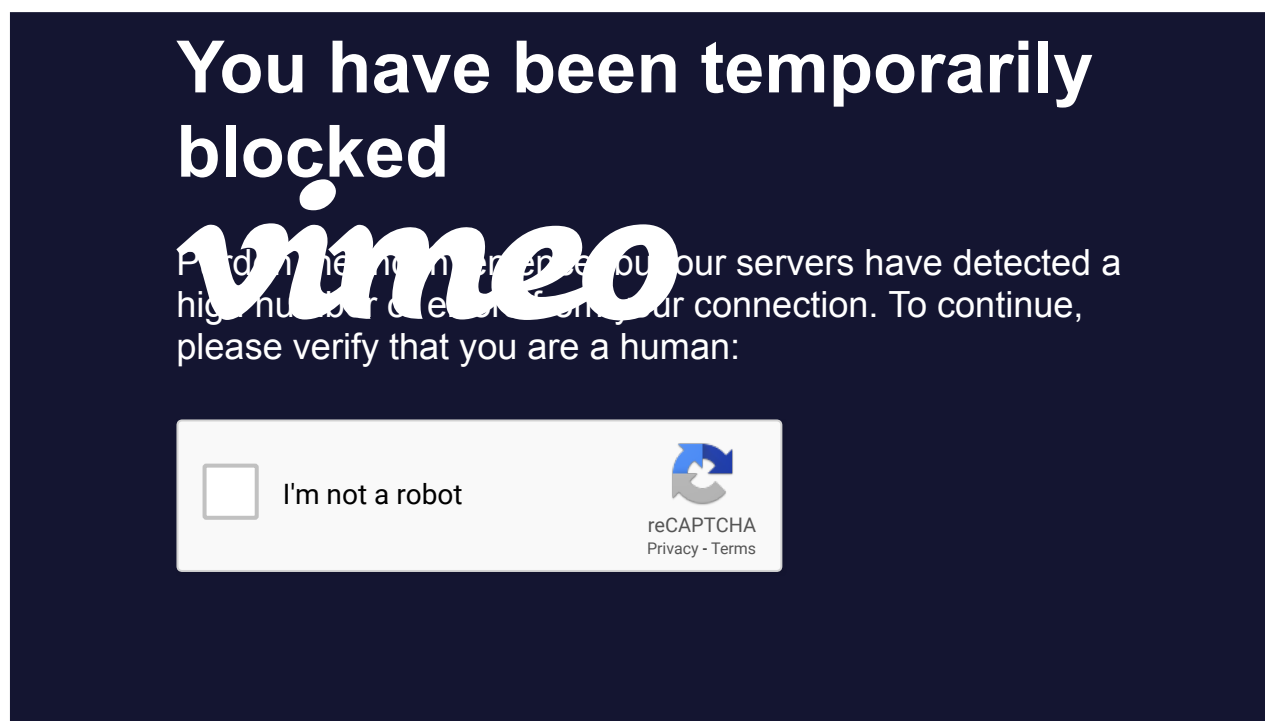 You have been temporarily
blocked
vimeo
our servers have detected a
connection. To continue,
please verify that you are a human:
I'm not a robot
reCAPTCHA
Privacy - Terms